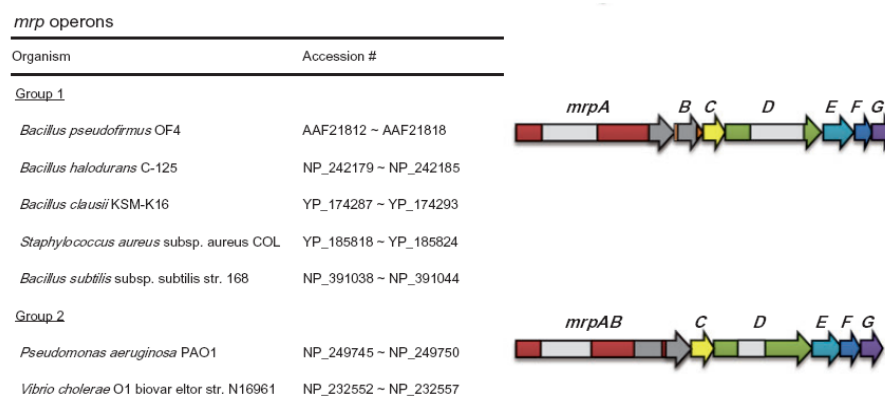 mrp operons
Organism Accession #
Group 1
mrpA B C D E F G
Bacillus pseudofirmus OF4 AAF21812 ~ AAF21818
Bacillus halodurans C-125 NP_242179 ~ NP_242185
Bacillus clausii KSM-K16 YP_174287 ~ YP_174293
Staphylococcus aureus subsp. aureus COL YP_185818 ~ YP_185824
Bacillus subtilis subsp. subtilis str. 168 NP_391038 ~ NP_391044
Group 2
mrpAB C D E F G
Pseudomonas aeruginosa PAO1 NP_249745 ~ NP_249750
Vibrio cholerae O1 biovar eltor str. N16961 NP_232552 ~ NP_232557